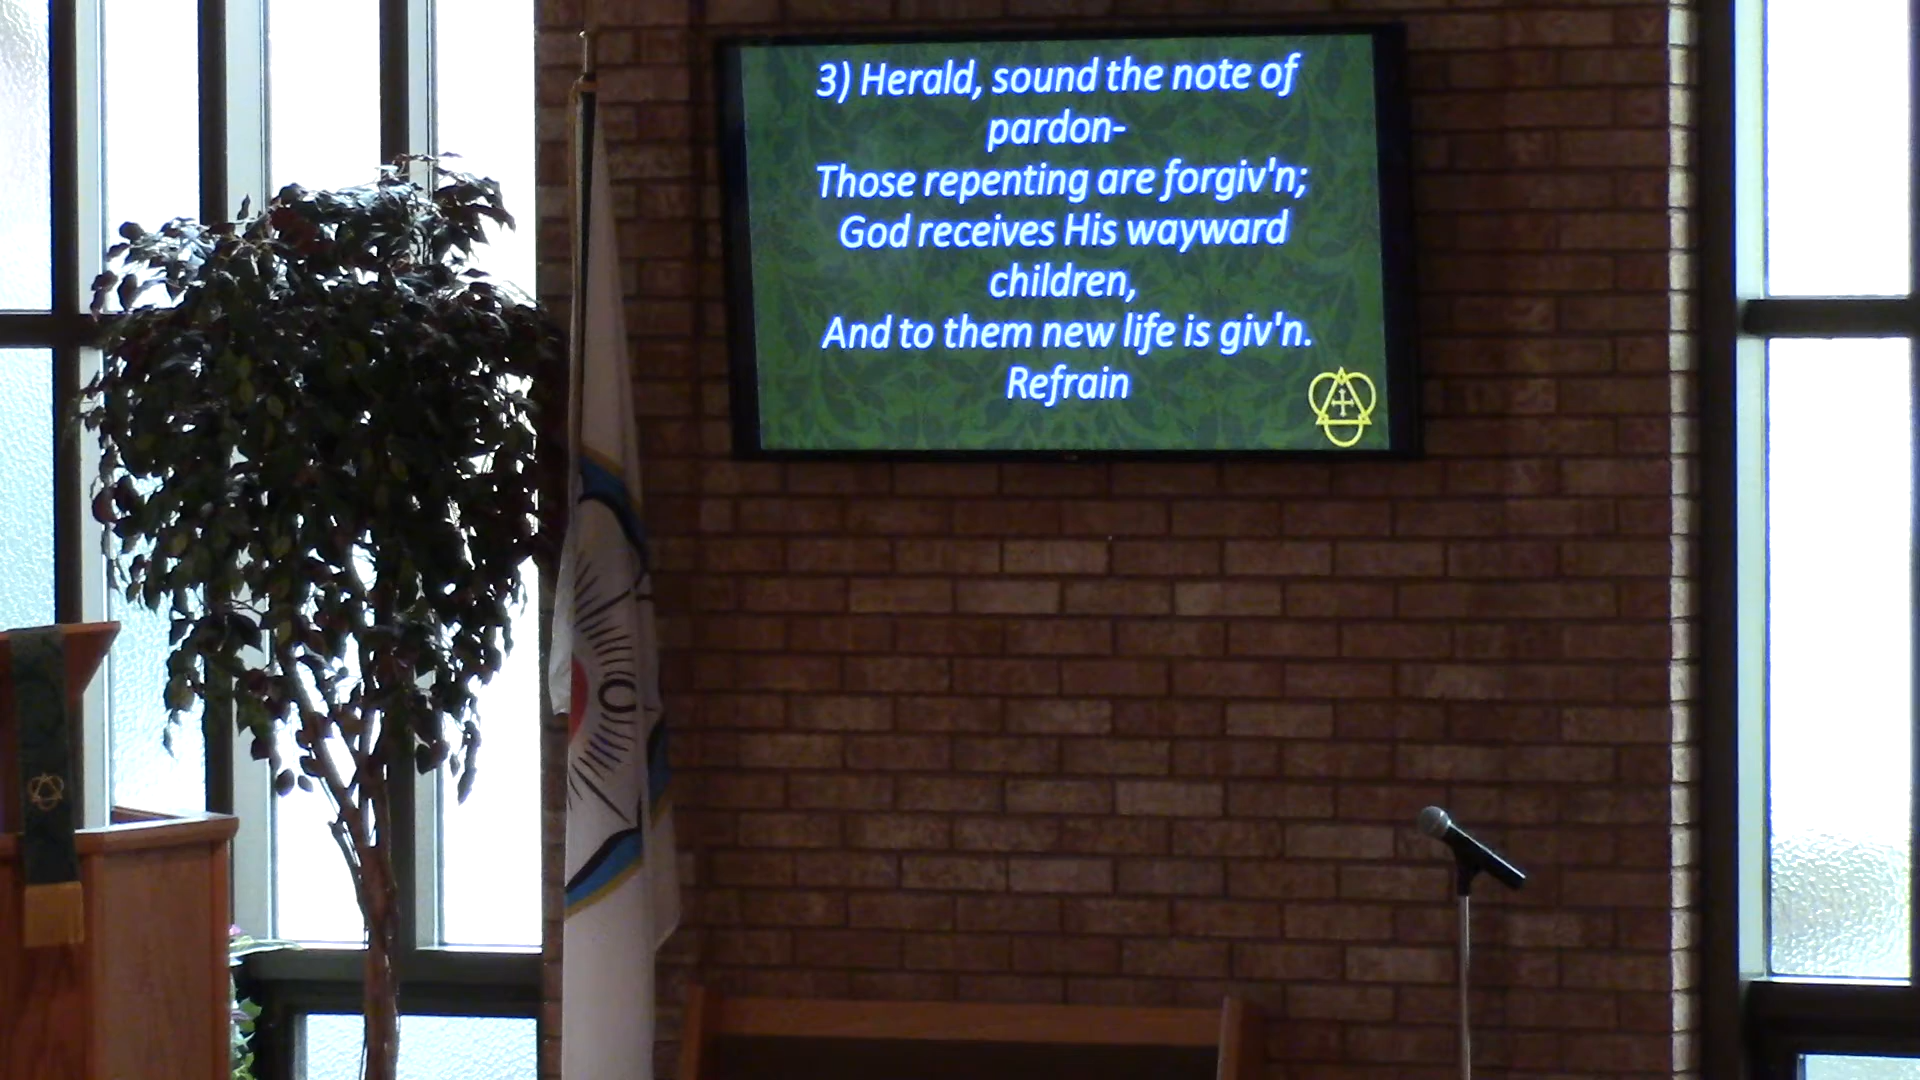 3) Herald, sound the note of
pardon-
Those repenting are forgiv'n;
God receives His wayward
children,
And to them new life is giv'n.
Refrain